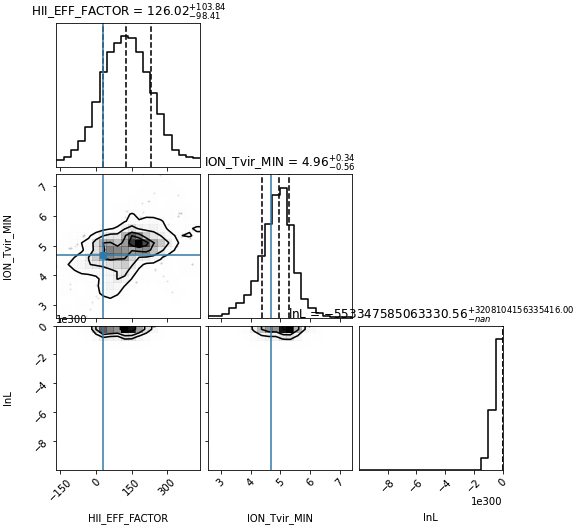 HII_EFF_FACTOR = 126.02^{+103.84}_{-98.41}
ION_Tvir_MIN = 4.96^{+0.34}_{-0.56}
7
6
5
4
3
ION_Tvir_MIN
lnL = -553347585063330.56^{+3208104156335416.00}_{-nan}
1e300
0
-2
-4
-6
-8
lnL
-150
0
150
300
3
4
5
6
7
-8
-6
-4
-2
0
1e300
HII_EFF_FACTOR
ION_Tvir_MIN
lnL